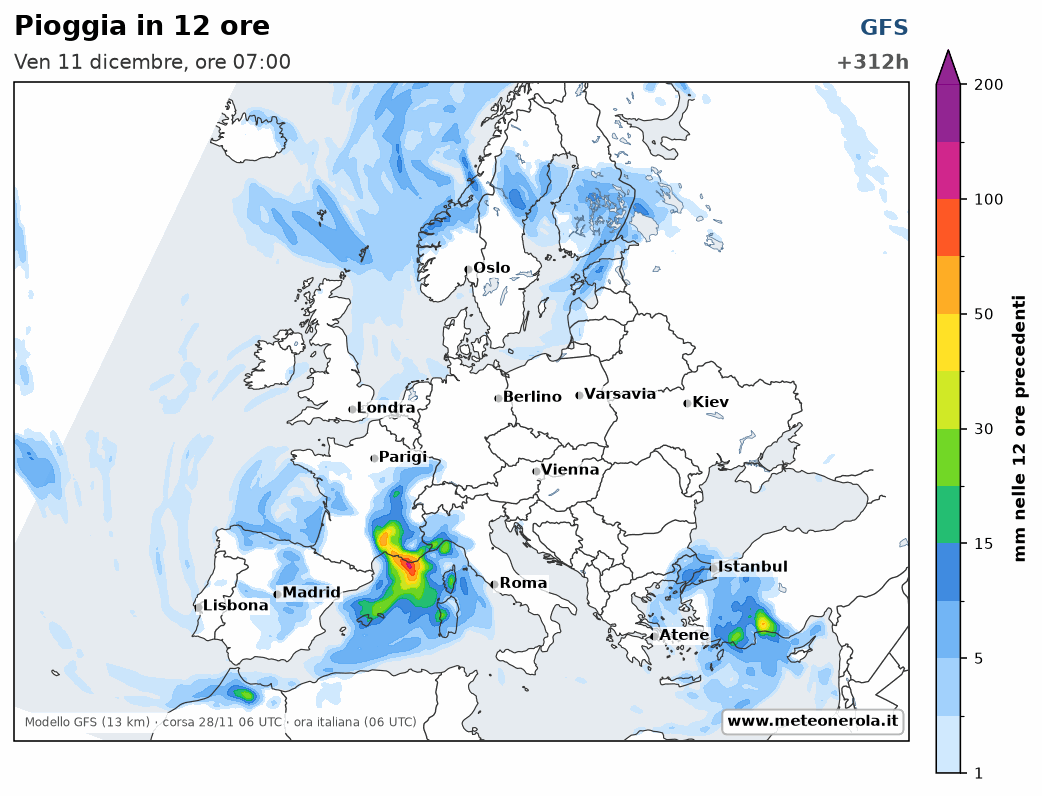 Pioggia in 12 ore
GFS
Ven 11 dicembre, ore 07:00
+312h
200
100
50
30
15
5
1
mm nelle 12 ore precedenti
Oslo
Berlino
Varsavia
Kiev
Londra
Parigi
Vienna
Istanbul
Roma
Madrid
Lisbona
Atene
Modello GFS (13 km) · corsa 28/11 06 UTC · ora italiana (06 UTC)
www.meteonerola.it